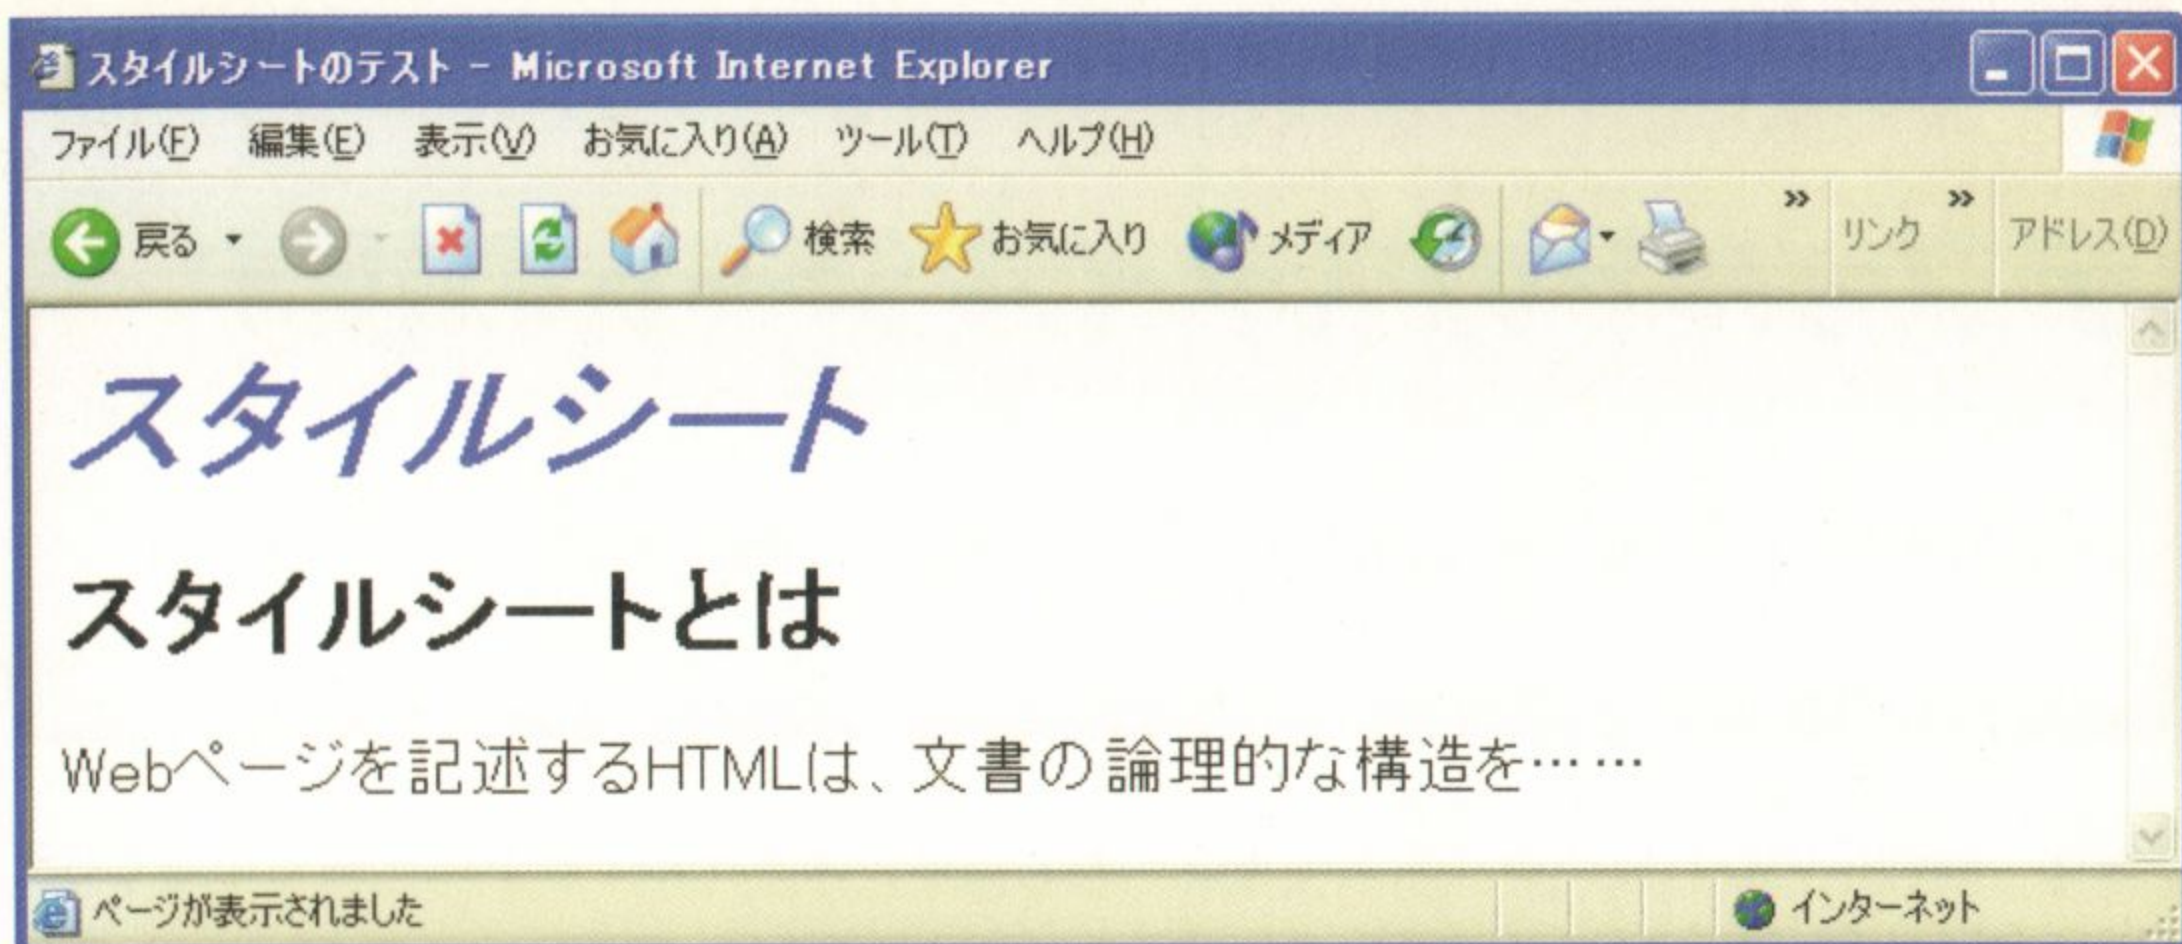 スタイルシートのテスト - Microsoft Internet Explorer
ファイル(F) 編集(E) 表示(V) お気に入り(A) ツール(T) ヘルプ(H)
戻る 検索 お気に入り メディア » リンク » アドレス(D)
スタイルシート
スタイルシートとは
Webページを記述するHTMLは、文書の論理的な構造を……
ページが表示されました インターネット